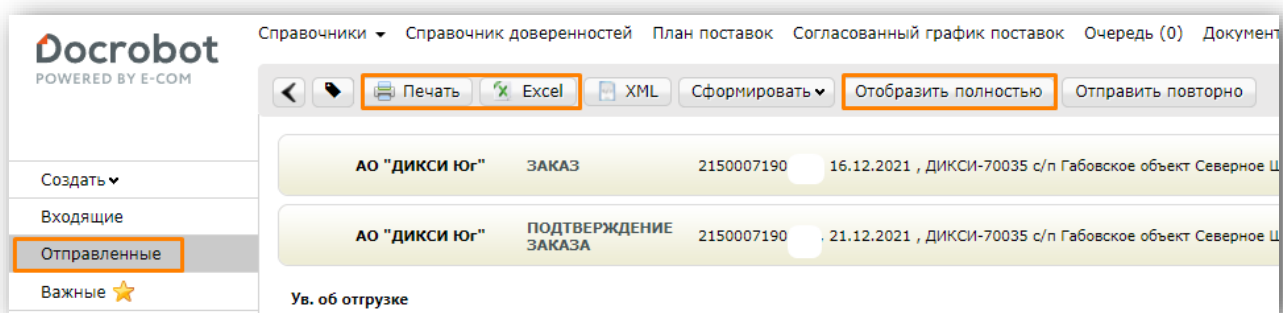 Docrobot
POWERED BY E-COM
Справочники Справочник доверенностей План поставок Согласованный график поставок Очередь (0) Документ
Печать Excel XML Сформировать Отобразить полностью Отправить повторно
АО "ДИКСИ Юг" ЗАКАЗ 2150007190 16.12.2021 , ДИКСИ-70035 с/п Габовское объект Северное Ш
АО "ДИКСИ Юг" ПОДТВЕРЖДЕНИЕ ЗАКАЗА 2150007190 . 21.12.2021 , ДИКСИ-70035 с/п Габовское объект Северное Ш
Ув. об отгрузке
Создать
Входящие
Отправленные
Важные